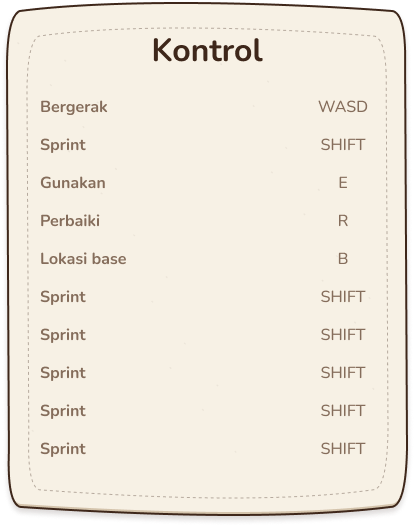 Kontrol
Bergerak WASD
Sprint SHIFT
Gunakan E
Perbaiki R
Lokasi base B
Sprint SHIFT
Sprint SHIFT
Sprint SHIFT
Sprint SHIFT
Sprint SHIFT